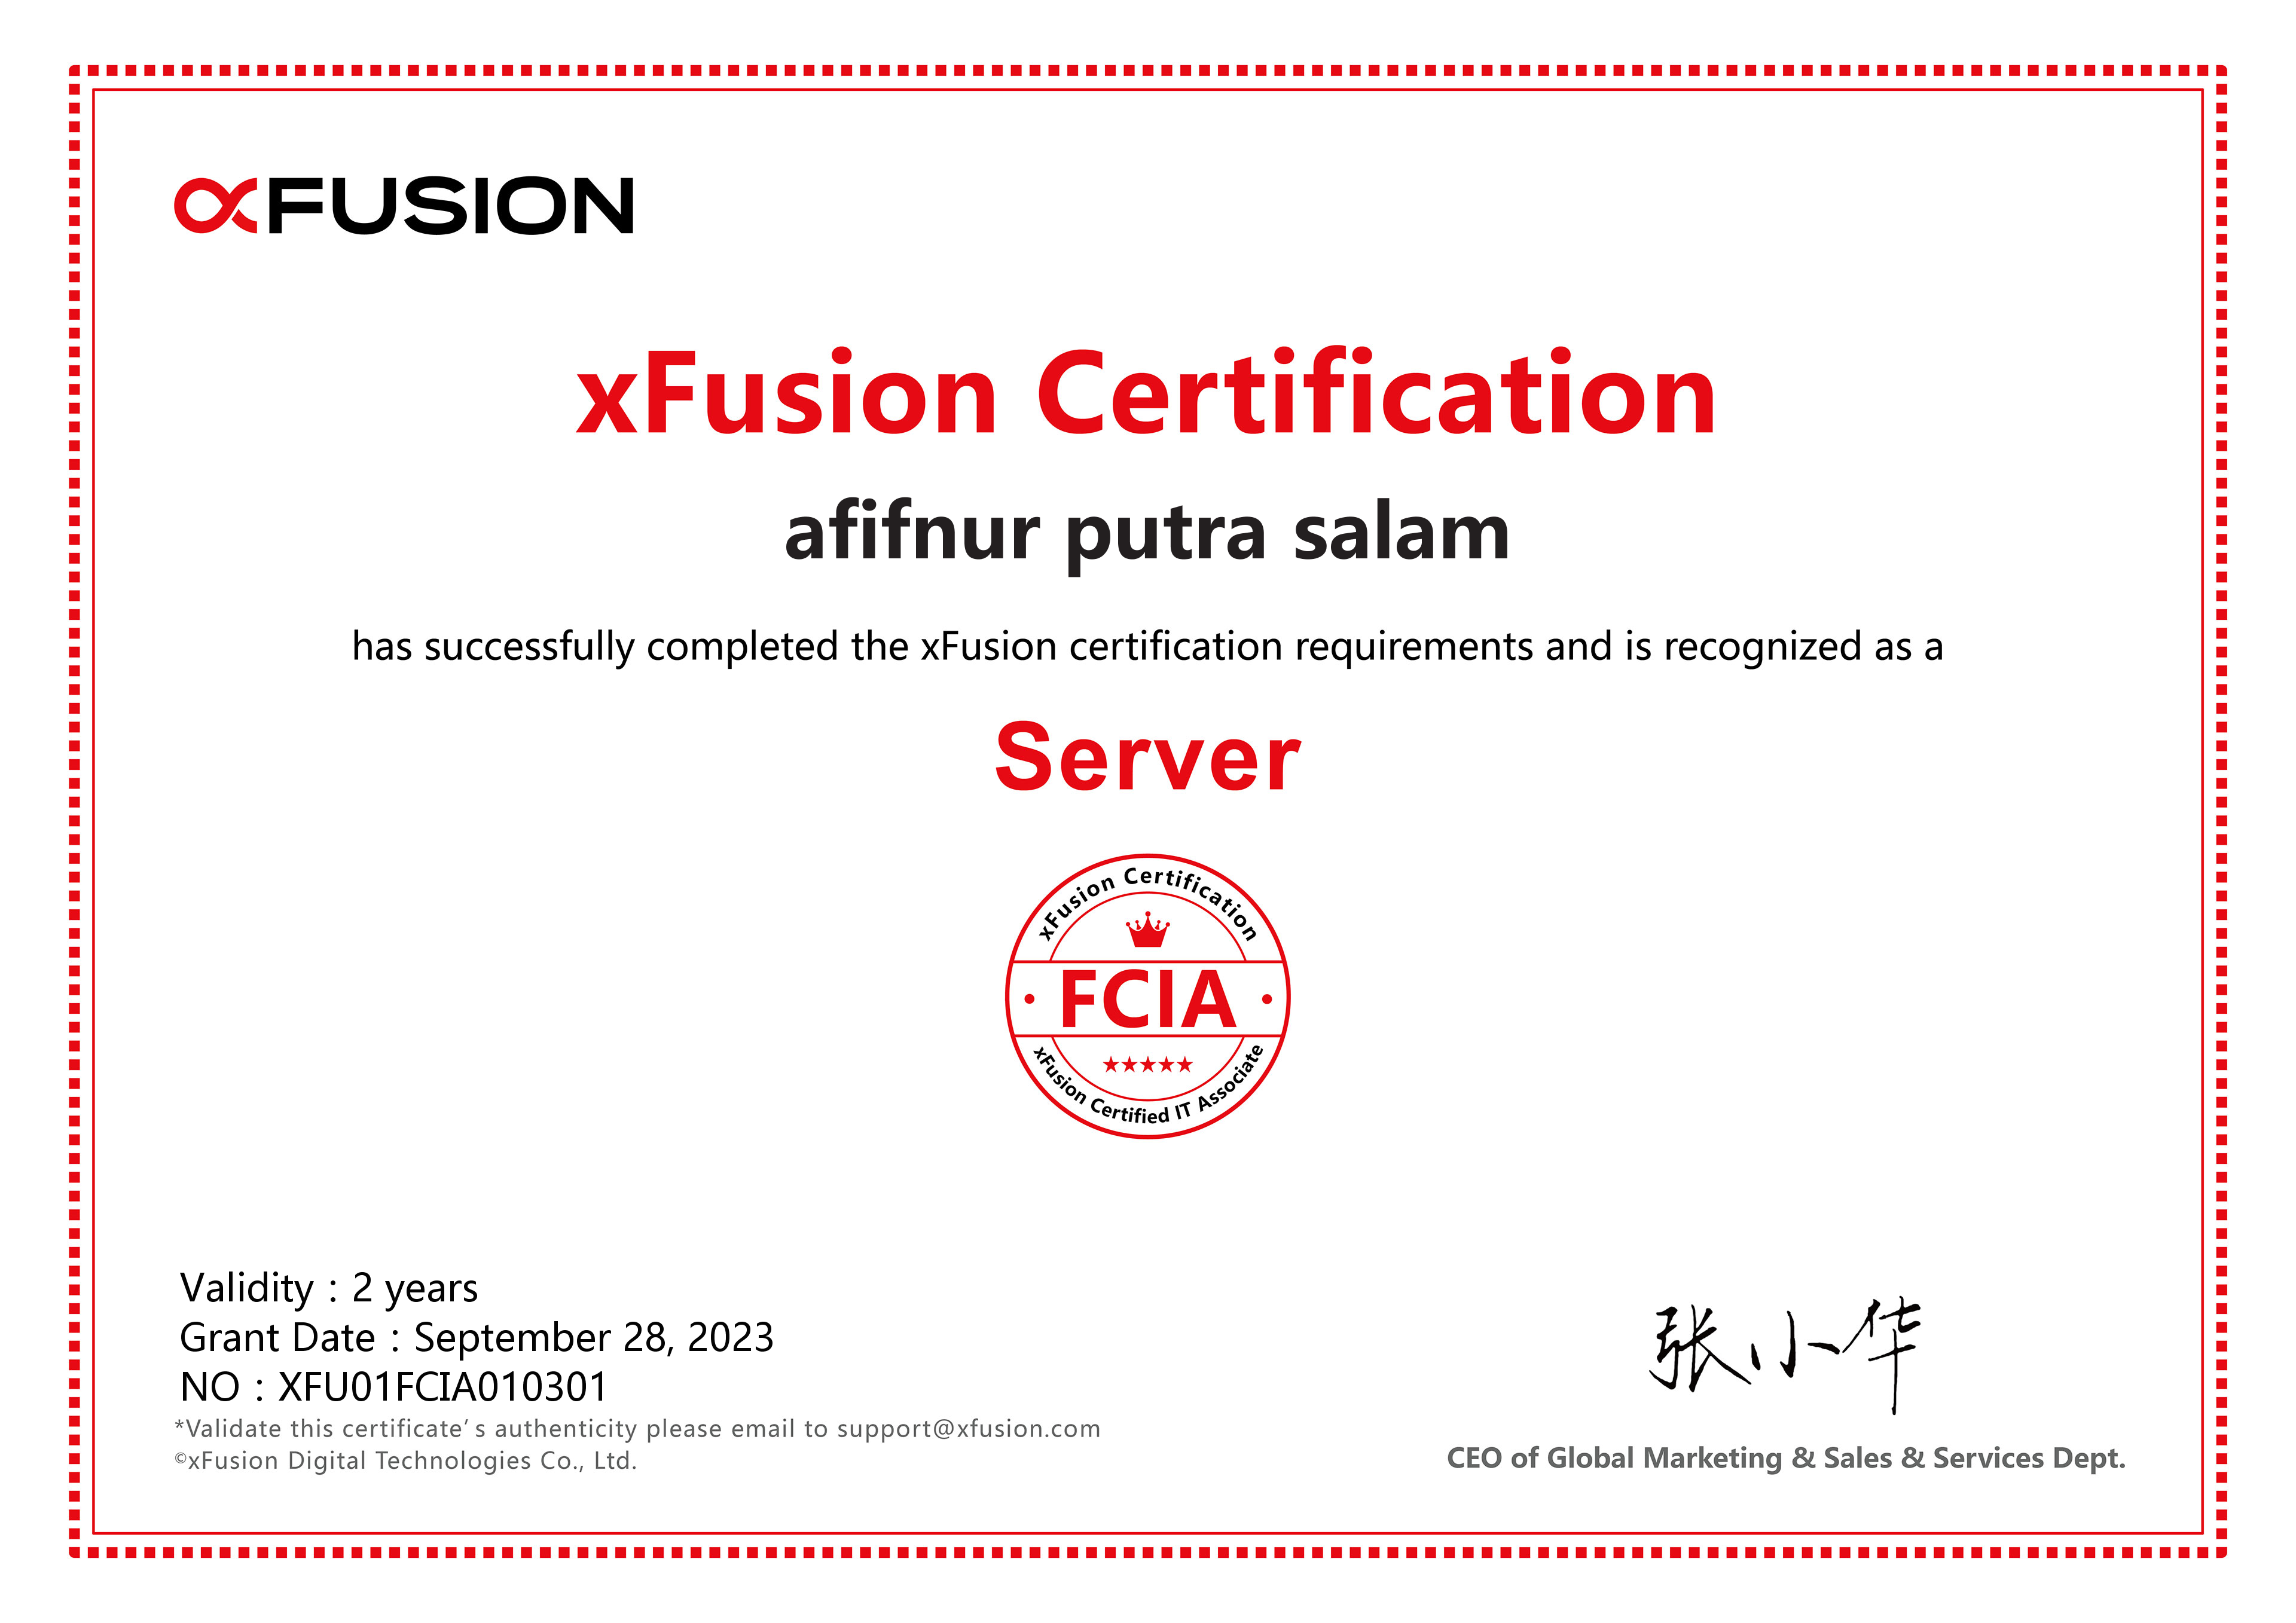 xFUSION
xFusion Certification
afifnur putra salam
has successfully completed the xFusion certification requirements and is recognized as a
Server
xFusion Certification
FCIA
xFusion Certified IT Associate
Validity：2 years
Grant Date：September 28, 2023
NO：XFU01FCIA010301
*Validate this certificate’ s authenticity please email to support@xfusion.com
©xFusion Digital Technologies Co., Ltd.
张小华
CEO of Global Marketing & Sales & Services Dept.